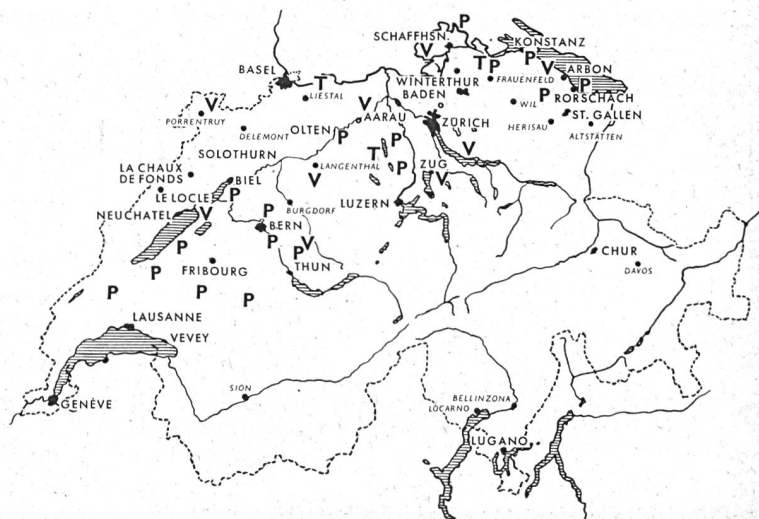 P
SCHAFFHSN.
KONSTANZ
V
T P
P
V
BASEL
T
WINTERTHUR
FRAUENFELD
ARBON
P
BADEN
P
RORSCHACH
LIESTAL
WIL
ST. GALLEN
V
V
PORRENTRUY
AARAU
ZÜRICH
HERISAU
ALTSTÄTTEN
DELEMONT
OLTEN
P
P
V
SOLOTHURN
T
P
ZUG
LA CHAUX
DE FONDS
LANGENTHAL
V
V
BIEL
LE LOCLE
P
NEUCHATEL
V
P
BURGDORF
LUZERN
BERN
P
P
V
P
THUN
CHUR
P
FRIBOURG
DAVOS
P
P
P
LAUSANNE
VEVEY
SION
BELLINZONA
LOCARNO
GENÈVE
LUGANO